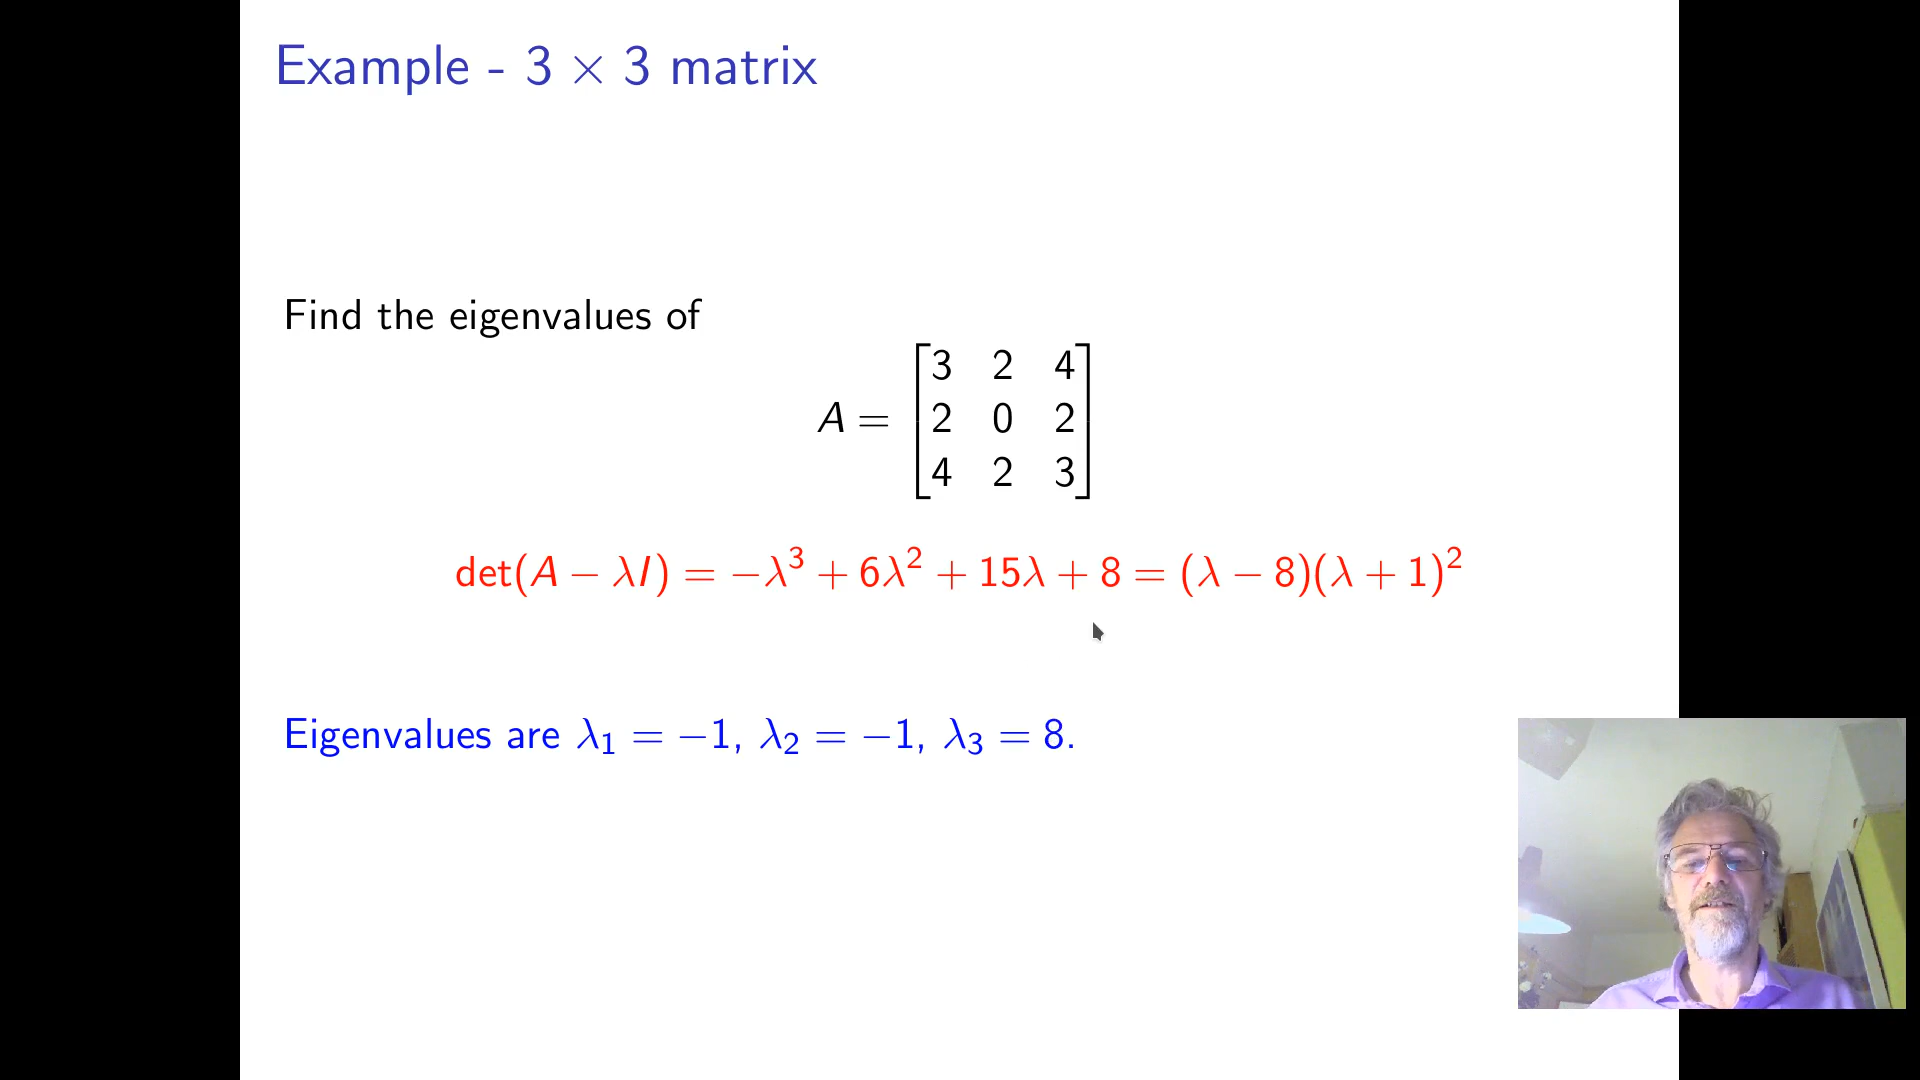 Example - 3 × 3 matrix
Find the eigenvalues of
A = [3 2 4
2 0 2
4 2 3]
det(A − λI) = −λ³ + 6λ² + 15λ + 8 = (λ − 8)(λ + 1)²
Eigenvalues are λ₁ = −1, λ₂ = −1, λ₃ = 8.